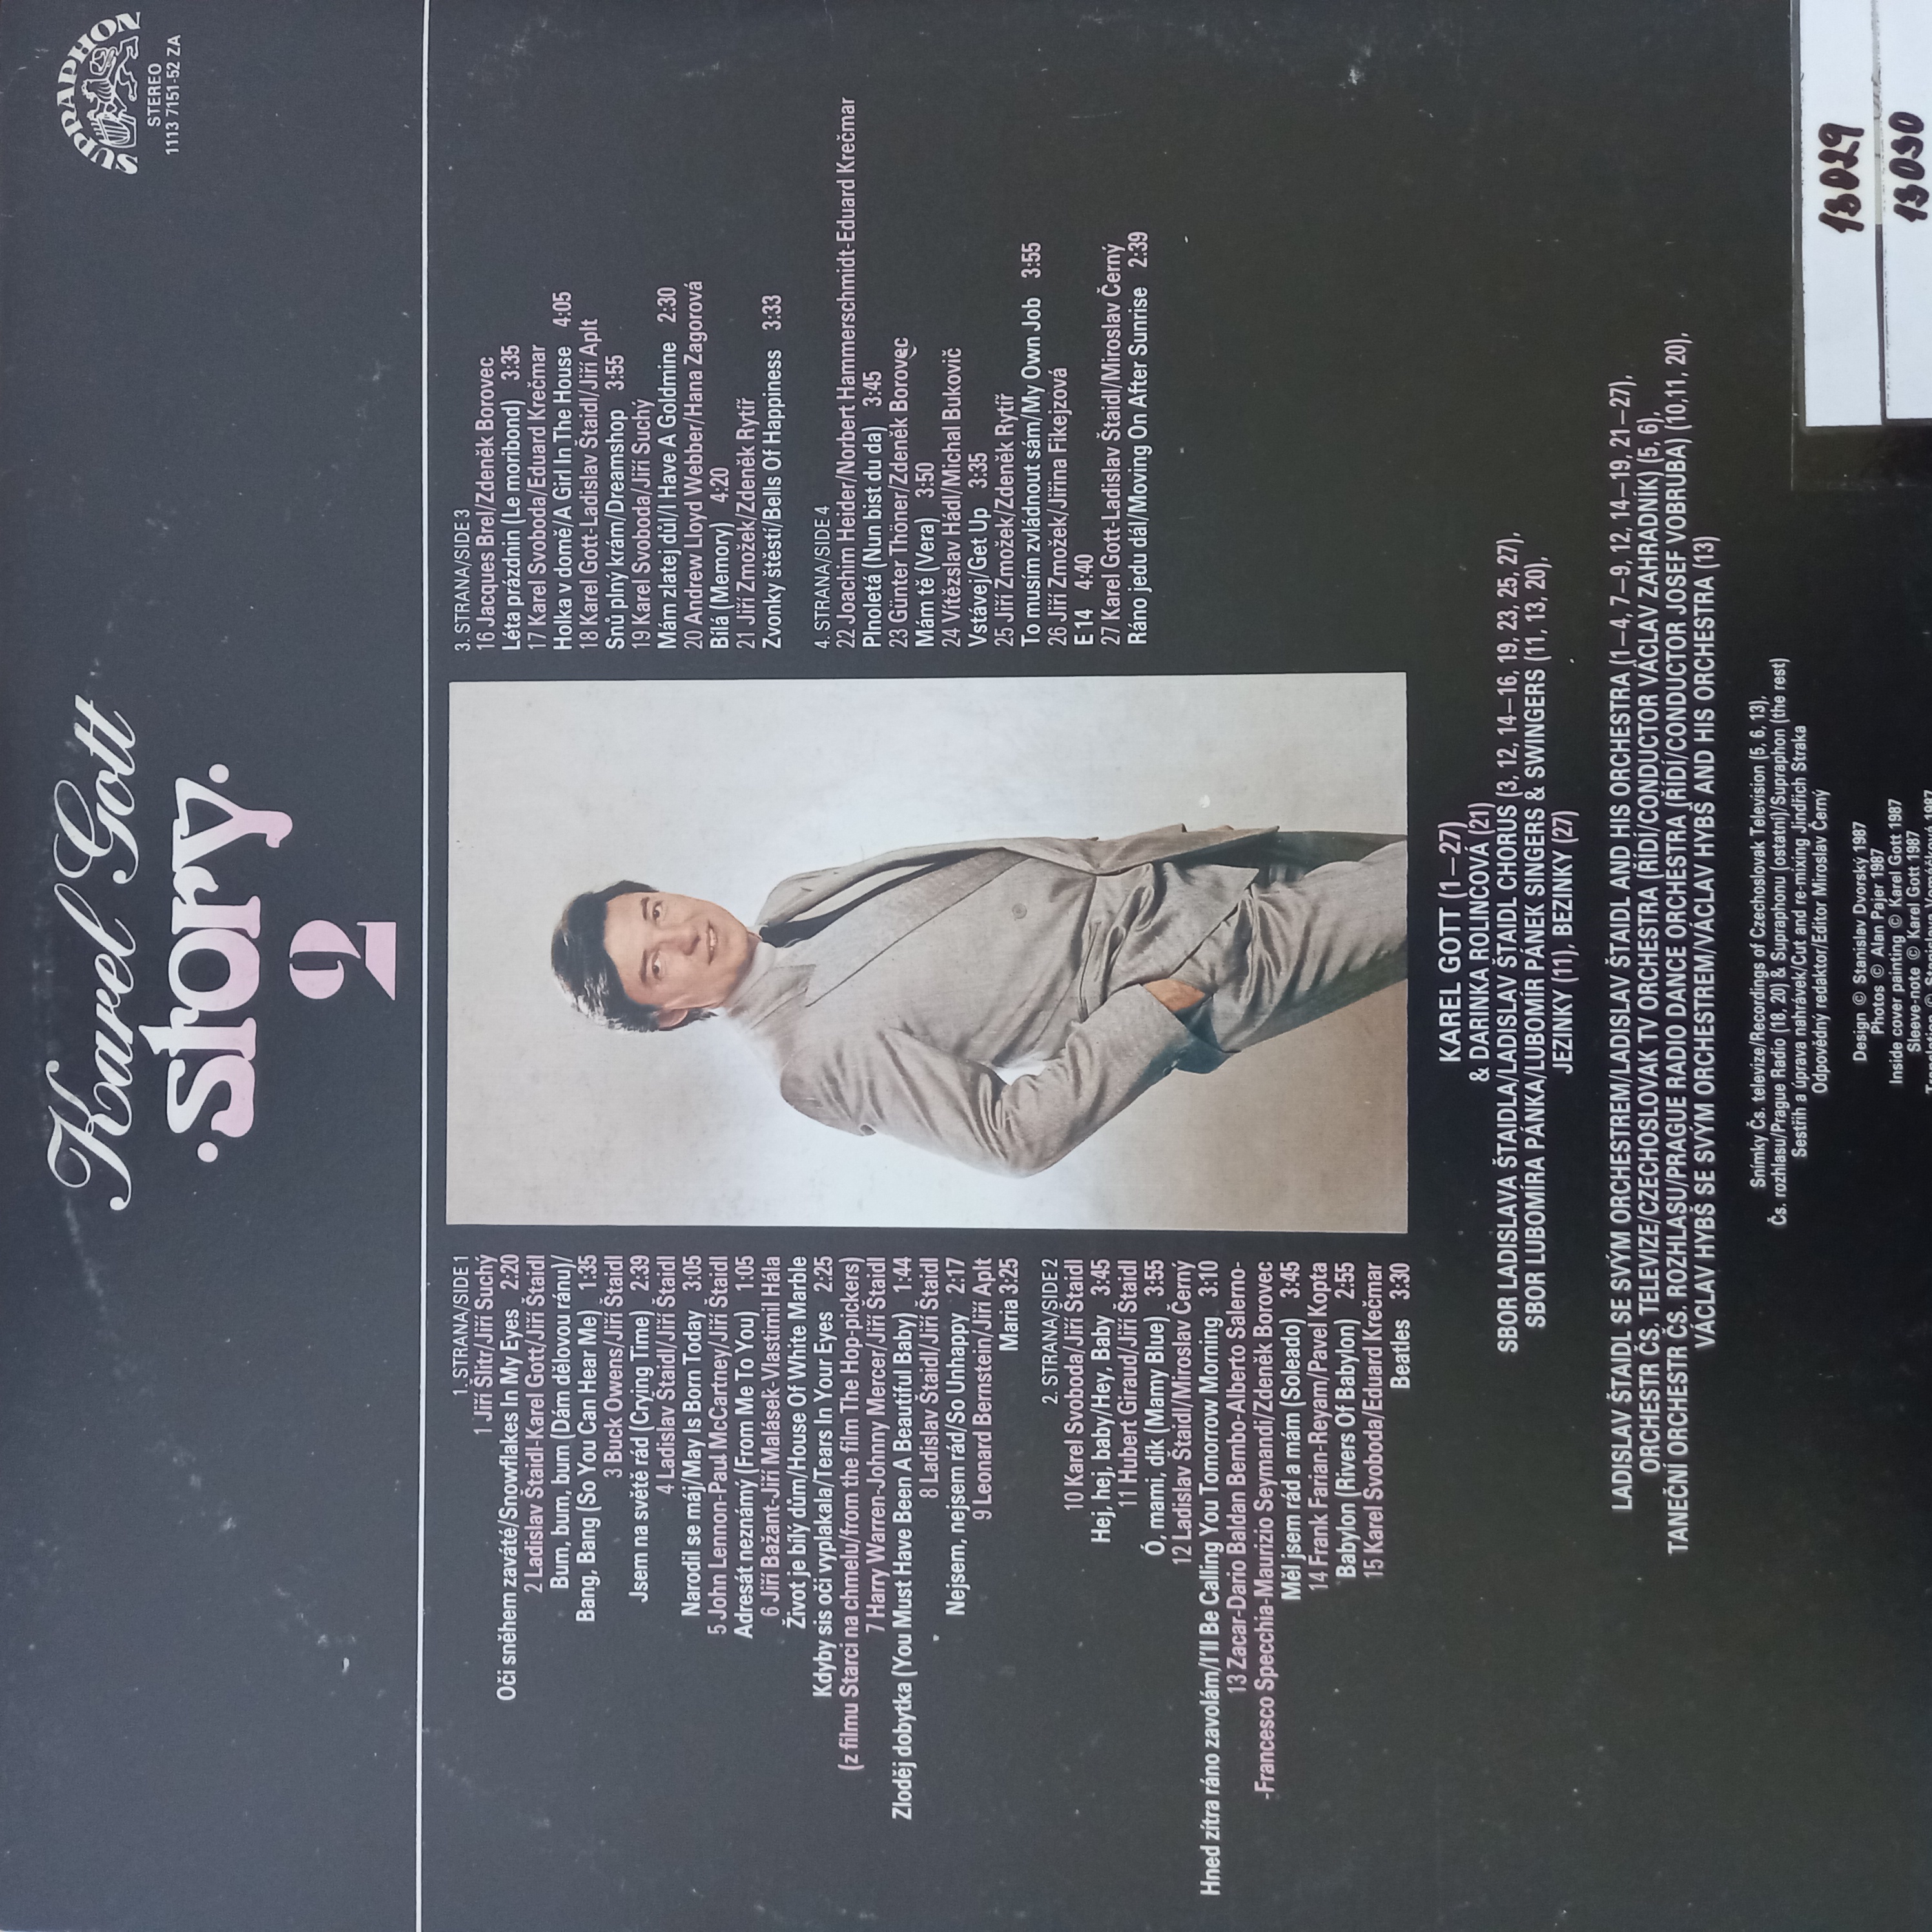 SUPRAPHON
STEREO
1113 7151-52 ZA
Karel Gott
·story·
2
1. STRANA/SIDE 1
1 Jiří Šlitr/Jiří Suchý
Oči sněhem zaváté/Snowflakes In My Eyes 2:20
2 Ladislav Štaidl-Karel Gott/Jiří Štaidl
Bum, bum, bum (Dám dělovou ránu)/
Bang, Bang (So You Can Hear Me) 1:35
3 Buck Owens/Jiří Štaidl
Jsem na světě rád (Crying Time) 2:39
4 Ladislav Štaidl/Jiří Štaidl
Narodil se máj/May Is Born Today 3:05
5 John Lennon-Paul McCartney/Jiří Štaidl
Adresát neznámý (From Me To You) 1:05
6 Jiří Bažant-Jiří Malásek-Vlastimil Hála
Život je bílý dům/House Of White Marble
Kdyby sis oči vyplakala/Tears In Your Eyes 2:25
(z filmu Starci na chmelu/from the film The Hop-pickers)
7 Harry Warren-Johnny Mercer/Jiří Štaidl
Zloděj dobytka (You Must Have Been A Beautiful Baby) 1:44
8 Ladislav Štaidl/Jiří Štaidl
Nejsem, nejsem rád/So Unhappy 2:17
9 Leonard Bernstein/Jiří Aplt
Maria 3:25
2. STRANA/SIDE 2
10 Karel Svoboda/Jiří Štaidl
Hej, hej, baby/Hey, Hey, Baby 3:45
11 Hubert Giraud/Jiří Štaidl
Ó, mami, dík (Mamy Blue) 3:55
12 Ladislav Štaidl/Miroslav Černý
Hned zítra ráno zavolám/I'll Be Calling You Tomorrow Morning 3:10
13 Zacar-Dario Baldan Bembo-Alberto Salerno-
-Francesco Specchia-Maurizio Seymandi/Zdeněk Borovec
Měl jsem rád a mám (Soleado) 3:45
14 Frank Farian-Reyam/Pavel Kopta
Babylon (Rivers Of Babylon) 2:55
15 Karel Svoboda/Eduard Krečmar
Beatles 3:30
3. STRANA/SIDE 3
16 Jacques Brel/Zdeněk Borovec
Léta prázdnin (Le moribond) 3:35
17 Karel Svoboda/Eduard Krečmar
Holka v domě/A Girl In The House 4:05
18 Karel Gott-Ladislav Štaidl/Jiří Aplt
Snů plný krám/Dreamshop 3:55
19 Karel Svoboda/Jiří Suchý
Mám zlatej důl/I Have A Goldmine 2:30
20 Andrew Lloyd Webber/Hana Zagorová
Bílá (Memory) 4:20
21 Jiří Zmožek/Zdeněk Rytíř
Zvonky štěstí/Bells Of Happiness 3:33
4. STRANA/SIDE 4
22 Joachim Heider/Norbert Hammerschmidt-Eduard Krečmar
Plnoletá (Nun bist du da) 3:45
23 Günter Thöner/Zdeněk Borovec
Mám tě (Vera) 3:50
24 Vítězslav Hádl/Michal Bukovič
Vstávej/Get Up 3:35
25 Jiří Zmožek/Zdeněk Rytíř
To musím zvládnout sám/My Own Job 3:55
26 Jiří Zmožek/Jiřina Fikejzová
E 14 4:40
27 Karel Gott-Ladislav Štaidl/Miroslav Černý
Ráno jedu dál/Moving On After Sunrise 2:39
KAREL GOTT (1–27)
& DARINKA ROLINCOVÁ (21)
SBOR LADISLAVA ŠTAIDLA/LADISLAV ŠTAIDL CHORUS (3, 12, 14–16, 19, 23, 25, 27),
SBOR LUBOMÍRA PÁNKA/LUBOMÍR PÁNEK SINGERS & SWINGERS (11, 13, 20),
JEZINKY (11), BEZINKY (27)
LADISLAV ŠTAIDL SE SVÝM ORCHESTREM/LADISLAV ŠTAIDL AND HIS ORCHESTRA (1–4, 7–9, 12, 14–19, 21–27),
ORCHESTR ČS. TELEVIZE/CZECHOSLOVAK TV ORCHESTRA (ŘÍDÍ/CONDUCTOR VÁCLAV ZAHRADNÍK) (5, 6),
TANEČNÍ ORCHESTR ČS. ROZHLASU/PRAGUE RADIO DANCE ORCHESTRA (ŘÍDÍ/CONDUCTOR JOSEF VOBRUBA) (10,11, 20),
VÁCLAV HYBŠ SE SVÝM ORCHESTREM/VÁCLAV HYBŠ AND HIS ORCHESTRA (13)
Snímky Čs. televize/Recordings of Czechoslovak Television (5, 6, 13),
Čs. rozhlasu/Prague Radio (18, 20) & Supraphonu (ostatní)/Supraphon (the rest)
Sestřih a úprava nahrávek/Cut and re-mixing Jindřich Straka
Odpovědný redaktor/Editor Miroslav Černý
Design © Stanislav Dvorský 1987
Photos © Alan Pajer 1987
Inside cover painting © Karel Gott 1987
Sleeve-note © Karel Gott 1987
13029
13030